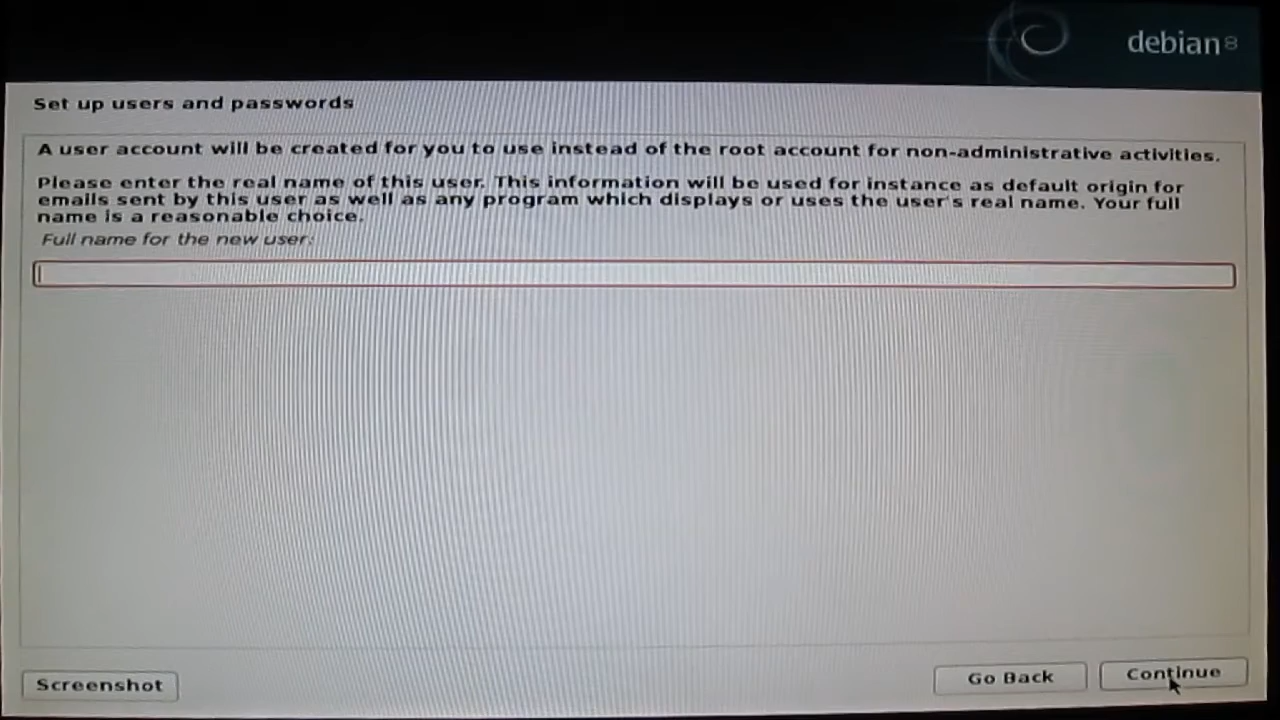 debian 8
Set up users and passwords
A user account will be created for you to use instead of the root account for non-administrative activities.
Please enter the real name of this user. This information will be used for instance as default origin for
emails sent by this user as well as any program which displays or uses the user's real name. Your full
name is a reasonable choice.
Full name for the new user:
Screenshot
Go Back
Continue